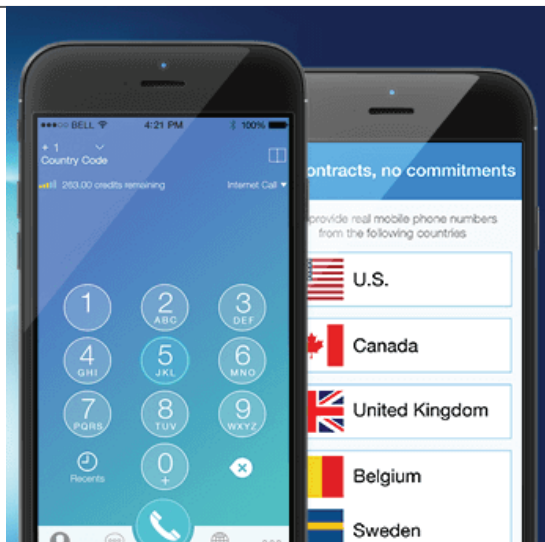 BELL 4:21 PM 100%
+ 1
Country Code
263.00 credits remaining Internet Call
1
2 ABC
3 DEF
4 GHI
5 JKL
6 MNO
7 PQRS
8 TUV
9 WXYZ
Recents
0 +
ontracts, no commitments
provide real mobile phone numbers
from the following countries
U.S.
Canada
United Kingdom
Belgium
Sweden